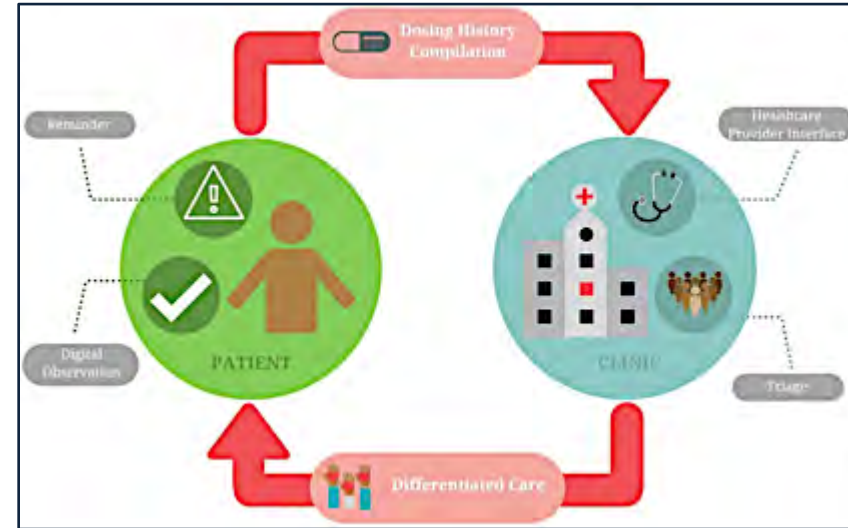 Dosing History
Compilation
Reminder
Healthcare
Provider Interface
PATIENT
CLINIC
Digital
Observation
Triage
Differentiated Care